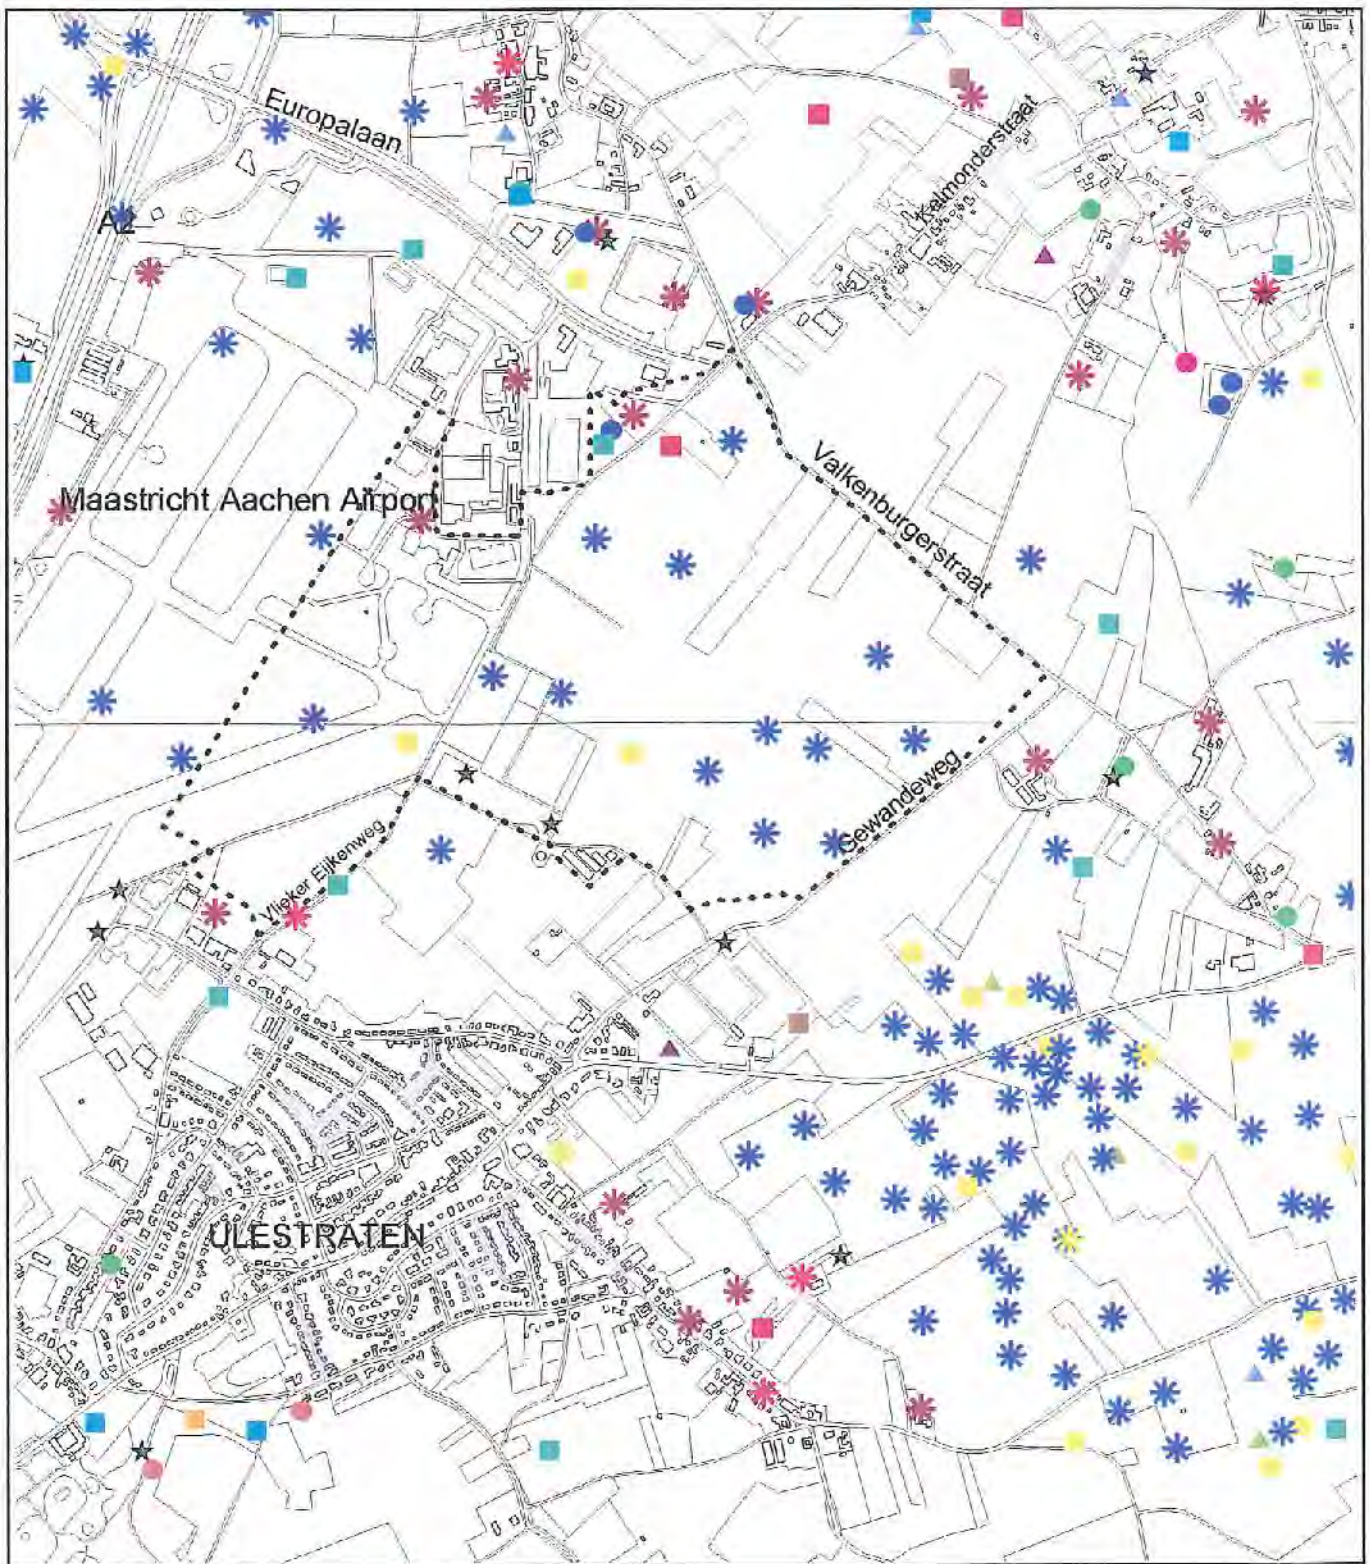 Europalaan
Kelmonderstraat
A2
Valkenburgerstraat
Maastricht Aachen Airport
Gewandeweg
Vlieker Eijkenweg
ULESTRATEN